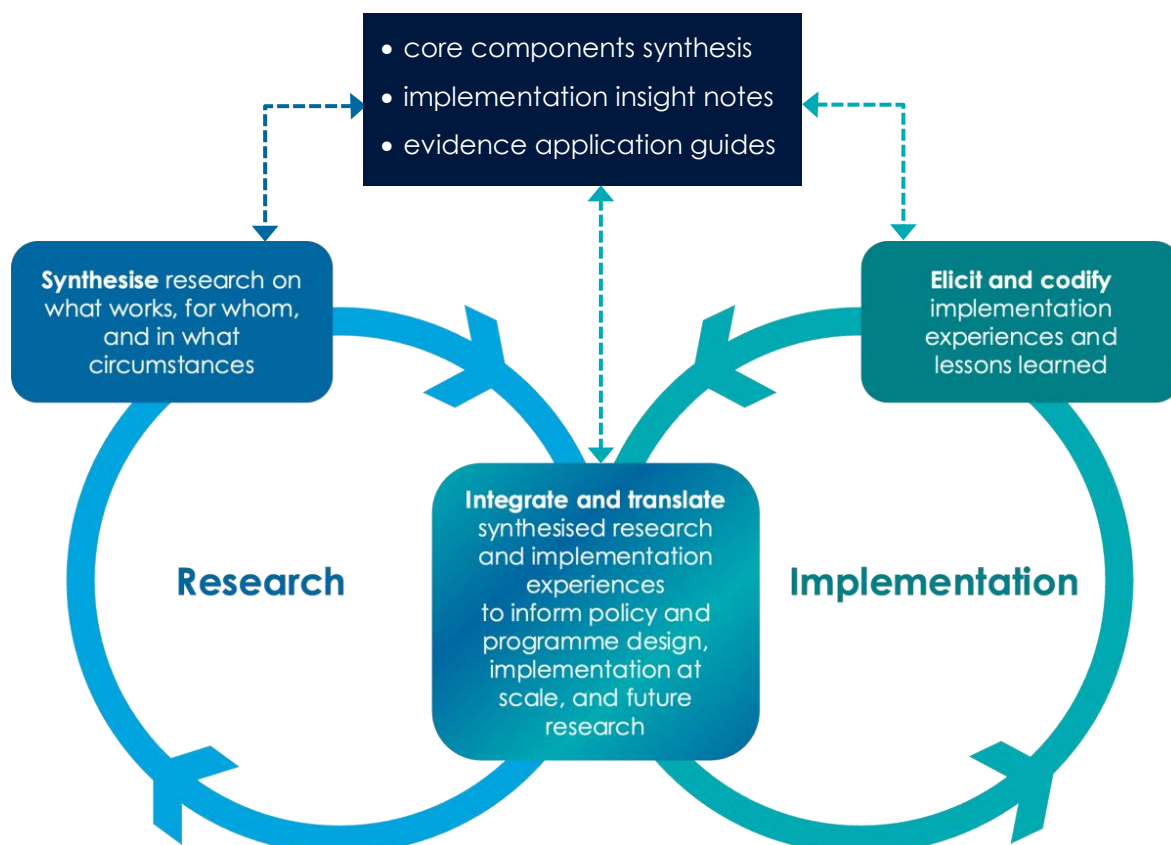 • core components synthesis
• implementation insight notes
• evidence application guides
Synthesise research on
what works, for whom,
and in what
circumstances
Elicit and codify
implementation
experiences and
lessons learned
Integrate and translate
synthesised research
and implementation
experiences
to inform policy and
programme design,
implementation at
scale, and future
research
Research
Implementation